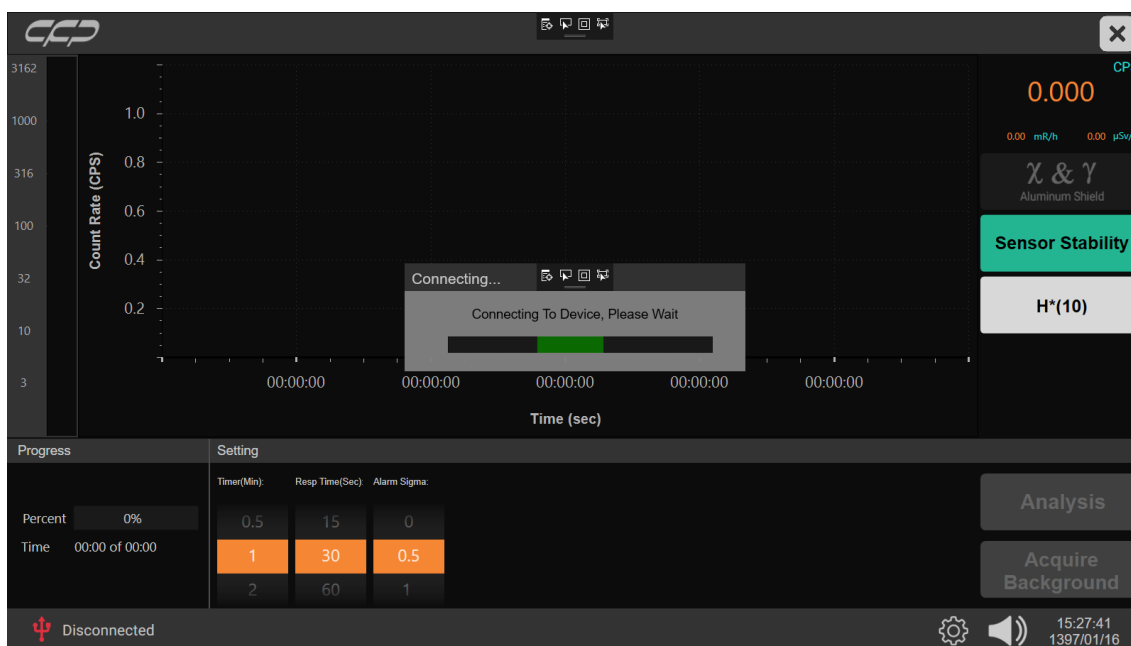 CCP
CP
3162
1000
316
100
32
10
3
Count Rate (CPS)
1.0
0.8
0.6
0.4
0.2
00:00:00 00:00:00 00:00:00 00:00:00 00:00:00
Time (sec)
0.000
0.00 mR/h 0.00 µSv/
χ & γ
Aluminum Shield
Sensor Stability
H*(10)
Connecting...
Connecting To Device, Please Wait
Progress
Percent 0%
Time 00:00 of 00:00
Setting
Timer(Min): Resp Time(Sec): Alarm Sigma:
0.5 15 0
1 30 0.5
2 60 1
Analysis
Acquire
Background
Disconnected
15:27:41
1397/01/16